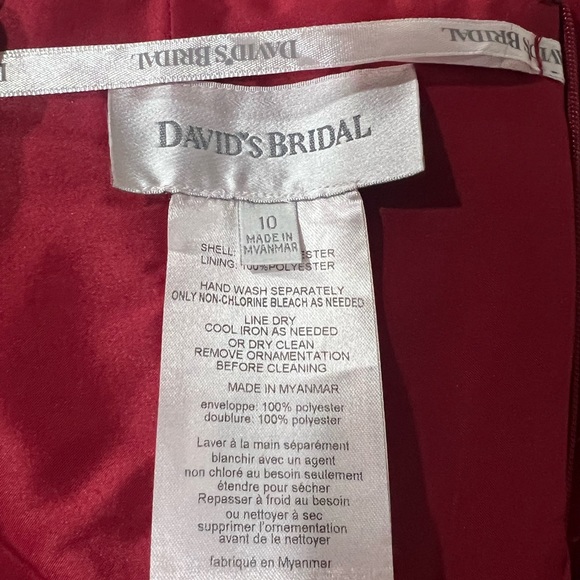 DAVID'S BRIDAL
DAVID'S BRIDAL
DAVID'S BRIDAL
10
MADE IN
MYANMAR
SHELL: ESTER
LINING: 100%POLYESTER
HAND WASH SEPARATELY
ONLY NON-CHLORINE BLEACH AS NEEDED
LINE DRY
COOL IRON AS NEEDED
OR DRY CLEAN
REMOVE ORNAMENTATION
BEFORE CLEANING
MADE IN MYANMAR
enveloppe: 100% polyester
doublure: 100% polyester
Laver à la main séparément
blanchir avec un agent
non chloré au besoin seulement
étendre pour sécher
Repasser à froid au besoin
ou nettoyer à sec
supprimer l'ornementation
avant de le nettoyer
fabriqué en Myanmar